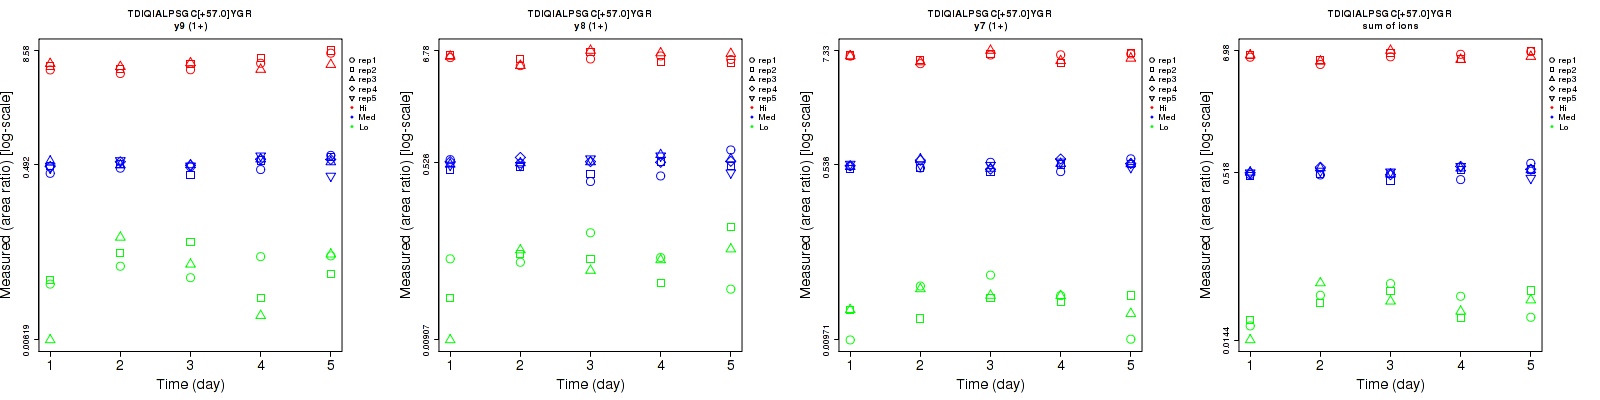 TDIQIALPSGC[+57.0]YGR
y9 (1+)
Measured (area ratio) [log-scale]
8.58
0.492
0.00619
1 2 3 4 5
Time (day)
rep1
rep2
rep3
rep4
rep5
Hi
Med
Lo
TDIQIALPSGC[+57.0]YGR
y8 (1+)
Measured (area ratio) [log-scale]
6.78
0.526
0.00907
1 2 3 4 5
Time (day)
rep1
rep2
rep3
rep4
rep5
Hi
Med
Lo
TDIQIALPSGC[+57.0]YGR
y7 (1+)
Measured (area ratio) [log-scale]
7.33
0.536
0.00971
1 2 3 4 5
Time (day)
rep1
rep2
rep3
rep4
rep5
Hi
Med
Lo
TDIQIALPSGC[+57.0]YGR
sum of ions
Measured (area ratio) [log-scale]
6.98
0.518
0.0144
1 2 3 4 5
Time (day)
rep1
rep2
rep3
rep4
rep5
Hi
Med
Lo